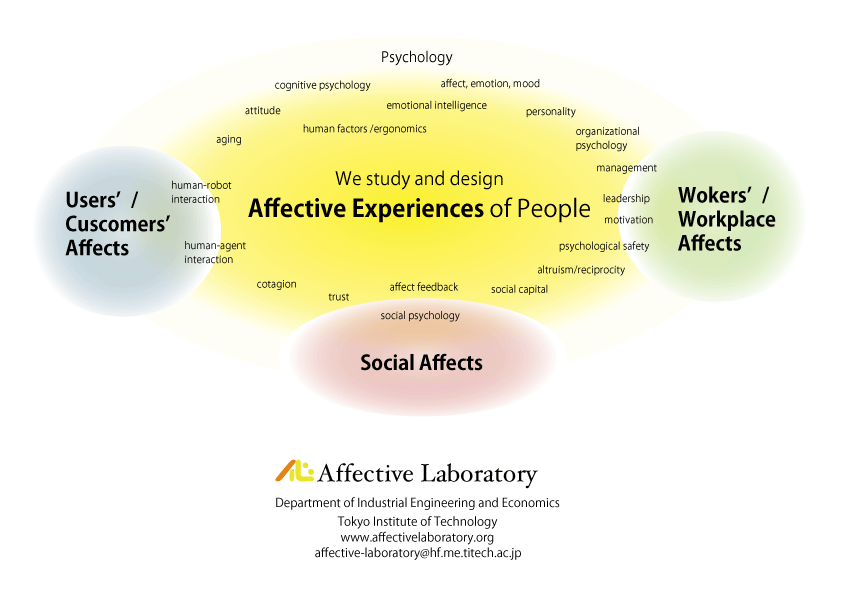 Psychology
cognitive psychology
affect, emotion, mood
attitude
emotional intelligence
personality
aging
human factors /ergonomics
organizational
psychology
management
We study and design
Affective Experiences of People
Users' /
Cuscomers'
Affects
human-robot
interaction
human-agent
interaction
leadership
motivation
Wokers' /
Workplace
Affects
psychological safety
altruism/reciprocity
cotagion
trust
affect feedback
social capital
social psychology
Social Affects
Affective Laboratory
Department of Industrial Engineering and Economics
Tokyo Institute of Technology
www.affectivelaboratory.org
affective-laboratory@hf.me.titech.ac.jp